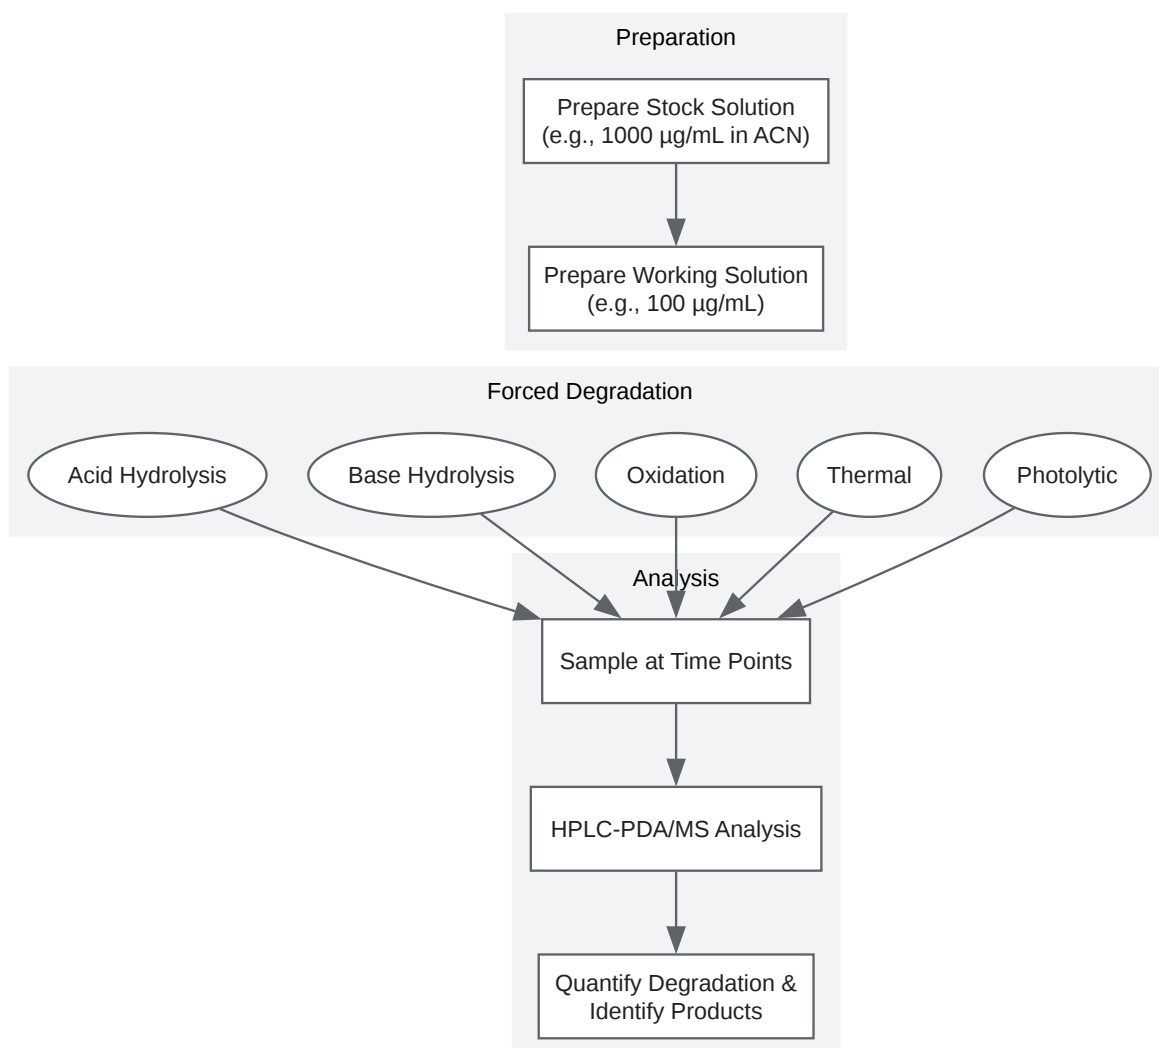 Preparation
Prepare Stock Solution
(e.g., 1000 µg/mL in ACN)
Prepare Working Solution
(e.g., 100 µg/mL)
Forced Degradation
Acid Hydrolysis
Base Hydrolysis
Oxidation
Thermal
Photolytic
Analysis
Sample at Time Points
HPLC-PDA/MS Analysis
Quantify Degradation &
Identify Products